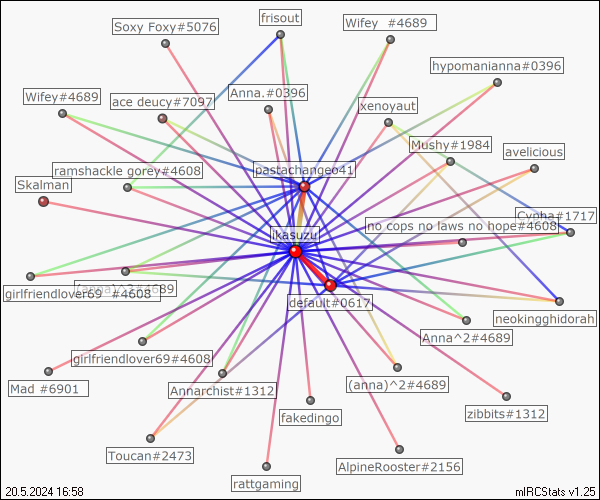 frisout
Wifey  #4689
Soxy Foxy#5076
hypomanianna#0396
Anna.#0396
Wifey#4689
ace deucy#7097
xenoyaut
Mushy#1984
avelicious
pastachangeo41
ramshackle gorey#4608
Skalman
Cypha#1717
no cops no laws no hope#4608
ikasuzu
girlfriendlover69  #4608
(anna)^2#4689
default#0617
neokingghidorah
Anna^2#4689
girlfriendlover69#4608
(anna)^2#4689
Mad #6901
Annarchist#1312
zibbits#1312
fakedingo
Toucan#2473
AlpineRooster#2156
rattgaming
20.5.2024 16:58
mIRCStats v1.25